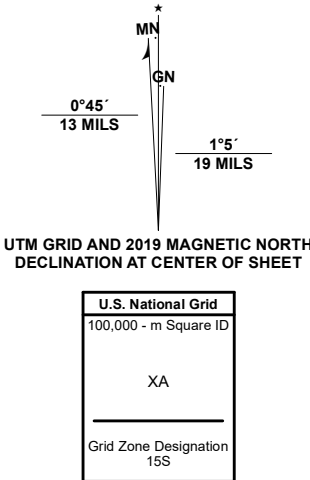 ★
MN
GN
0°45´
13 MILS
1°5´
19 MILS
UTM GRID AND 2019 MAGNETIC NORTH
DECLINATION AT CENTER OF SHEET
U.S. National Grid
100,000 - m Square ID
XA
Grid Zone Designation
15S